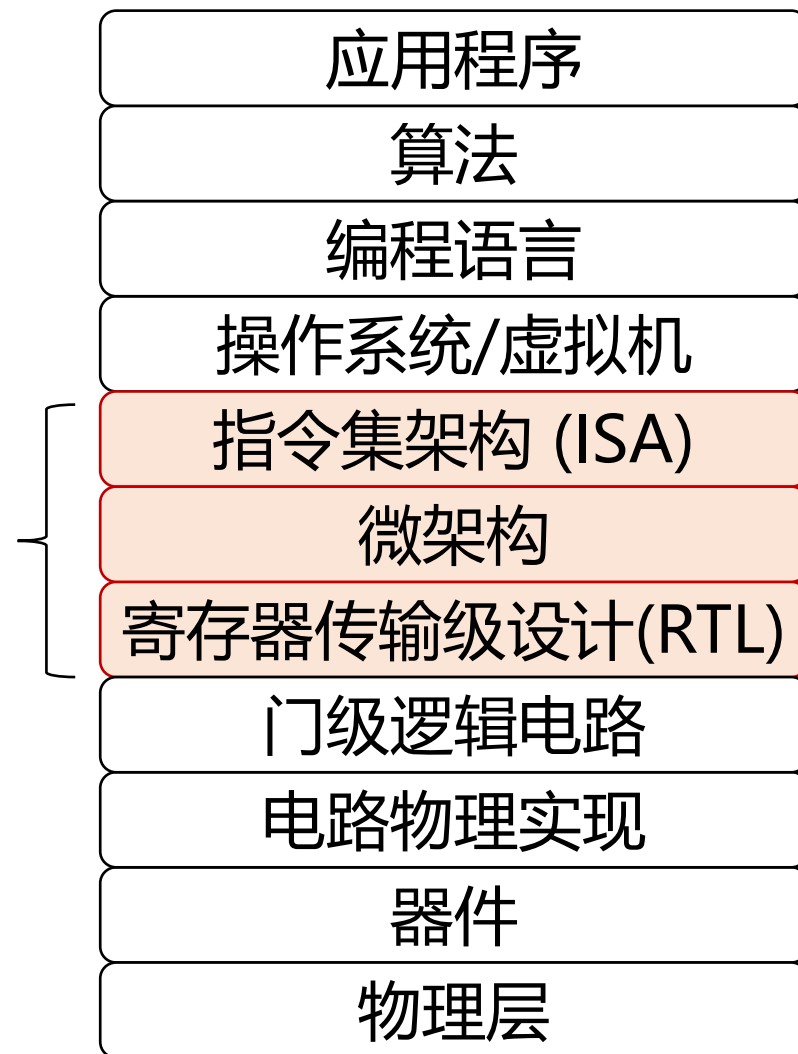 应用程序
算法
编程语言
操作系统/虚拟机
指令集架构 (ISA)
微架构
寄存器传输级设计(RTL)
门级逻辑电路
电路物理实现
器件
物理层